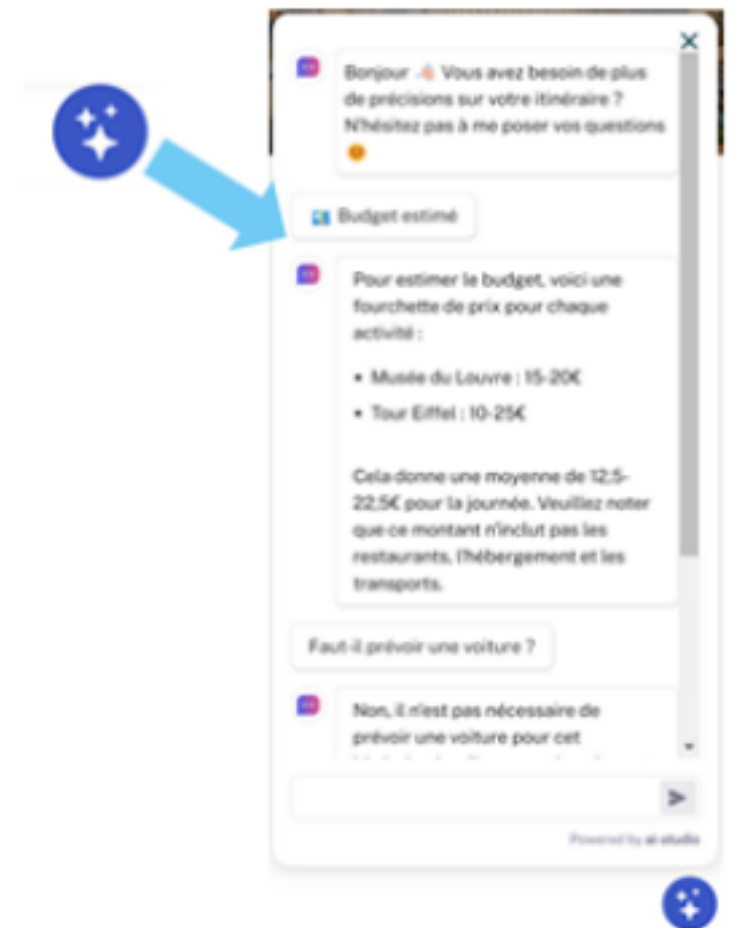 Bonjour 👋 Vous avez besoin de plus
de précisions sur votre itinéraire ?
N'hésitez pas à me poser vos questions
😊
Budget estimé
Pour estimer le budget, voici une
fourchette de prix pour chaque
activité :
• Musée du Louvre : 15-20€
• Tour Eiffel : 10-25€
Cela donne une moyenne de 12,5-
22,5€ pour la journée. Veuillez noter
que ce montant n'inclut pas les
restaurants, l'hébergement et les
transports.
Faut-il prévoir une voiture ?
Non, il n'est pas nécessaire de
prévoir une voiture pour cet
Powered by ai-studio